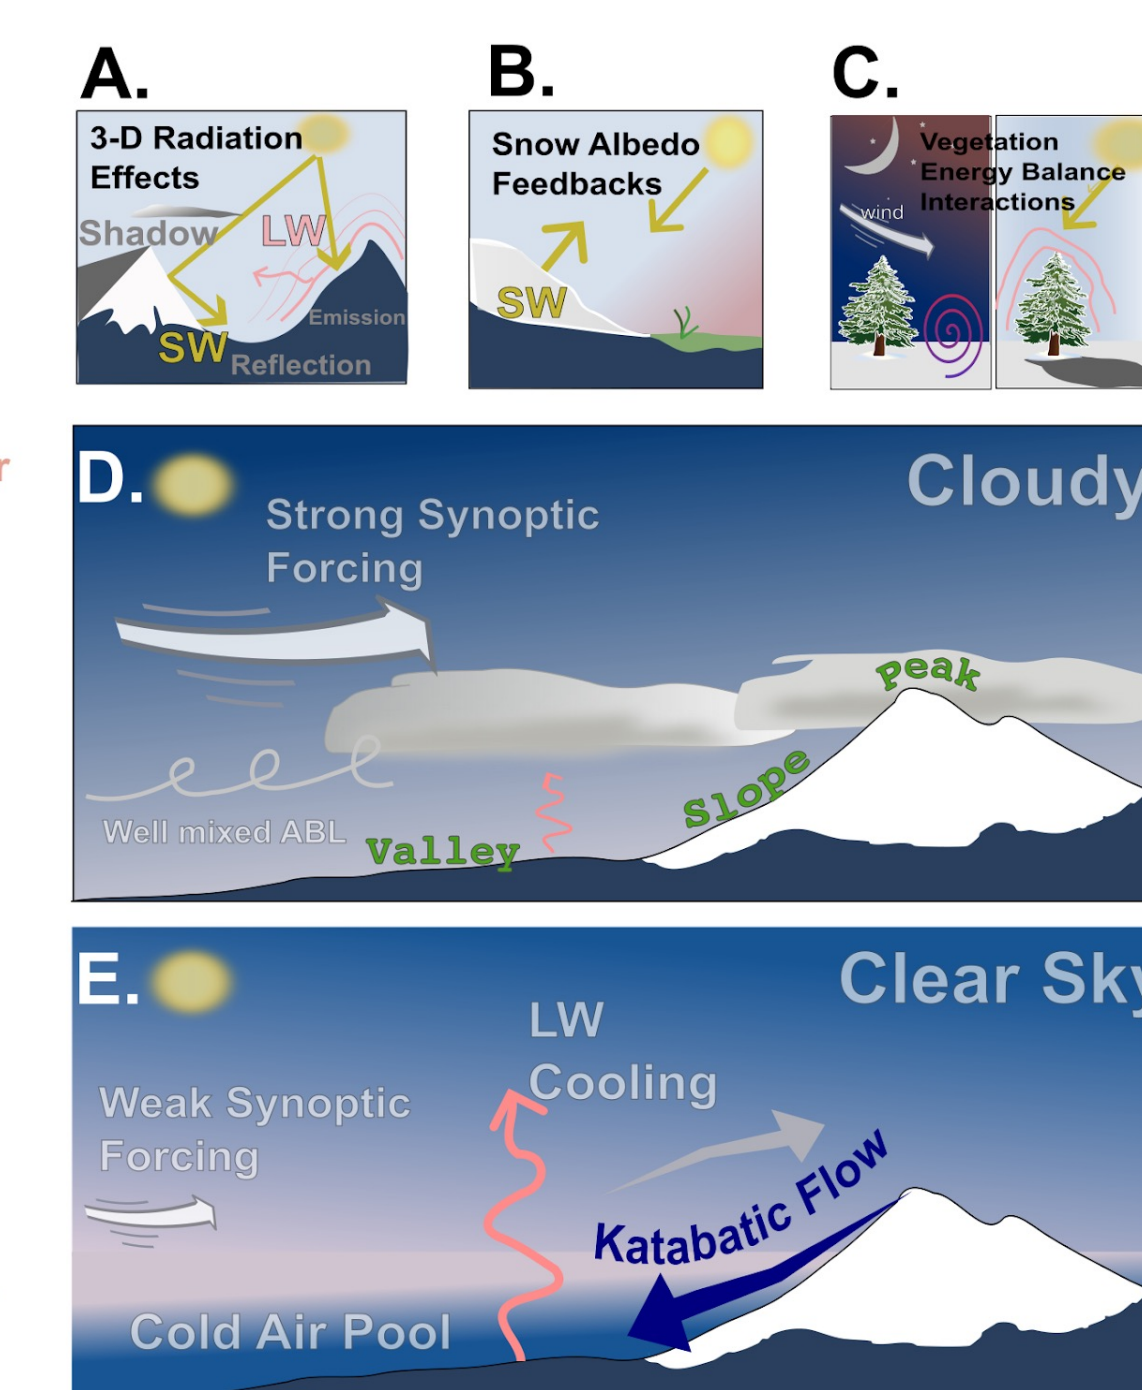 A.
3-D Radiation
Effects
Shadow
LW
Emission
SW
Reflection
B.
Snow Albedo
Feedbacks
SW
C.
Vegetation
Energy Balance
Interactions
wind
r
D.
Cloudy
Strong Synoptic
Forcing
Peak
Slope
Well mixed ABL
Valley
E.
Clear Sky
LW
Cooling
Weak Synoptic
Forcing
Katabatic Flow
Cold Air Pool